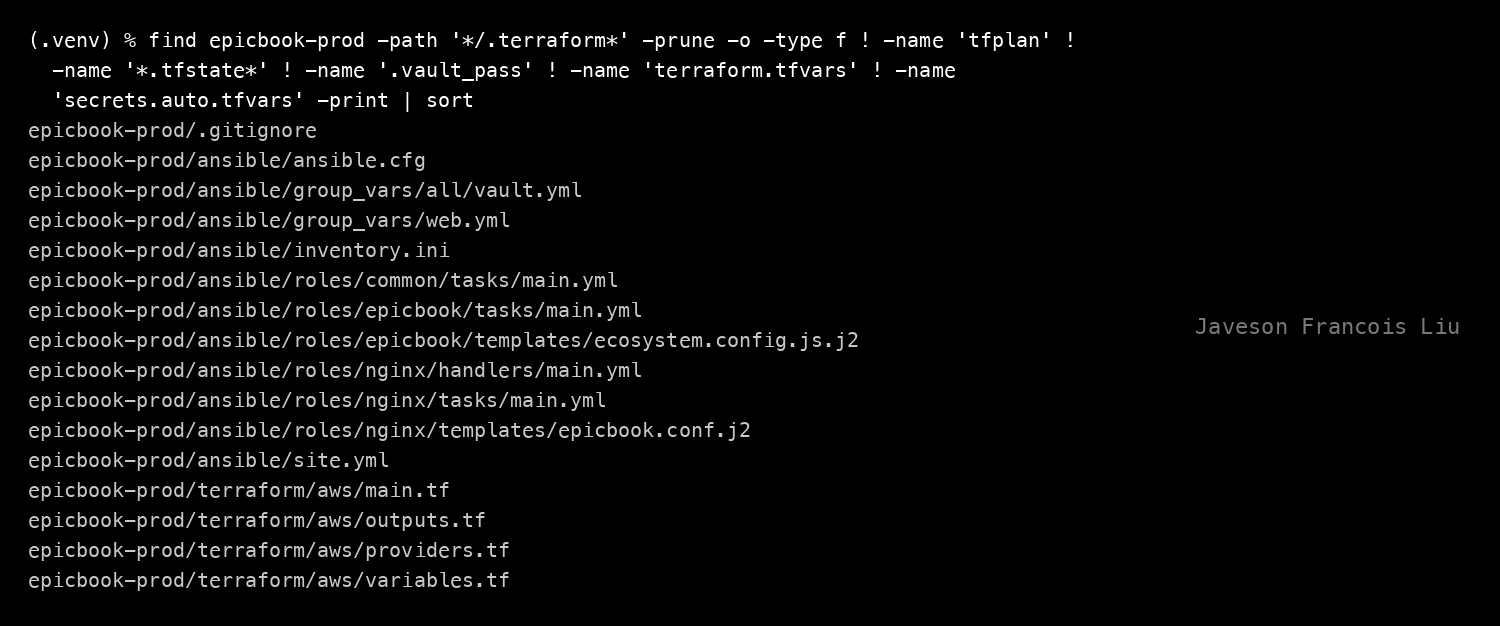 (.venv) % find epicbook-prod -path '*/.terraform*' -prune -o -type f ! -name 'tfplan' !
-name '*.tfstate*' ! -name '.vault_pass' ! -name 'terraform.tfvars' ! -name
'secrets.auto.tfvars' -print | sort
epicbook-prod/.gitignore
epicbook-prod/ansible/ansible.cfg
epicbook-prod/ansible/group_vars/all/vault.yml
epicbook-prod/ansible/group_vars/web.yml
epicbook-prod/ansible/inventory.ini
epicbook-prod/ansible/roles/common/tasks/main.yml
epicbook-prod/ansible/roles/epicbook/tasks/main.yml
Javeson Francois Liu
epicbook-prod/ansible/roles/epicbook/templates/ecosystem.config.js.j2
epicbook-prod/ansible/roles/nginx/handlers/main.yml
epicbook-prod/ansible/roles/nginx/tasks/main.yml
epicbook-prod/ansible/roles/nginx/templates/epicbook.conf.j2
epicbook-prod/ansible/site.yml
epicbook-prod/terraform/aws/main.tf
epicbook-prod/terraform/aws/outputs.tf
epicbook-prod/terraform/aws/providers.tf
epicbook-prod/terraform/aws/variables.tf